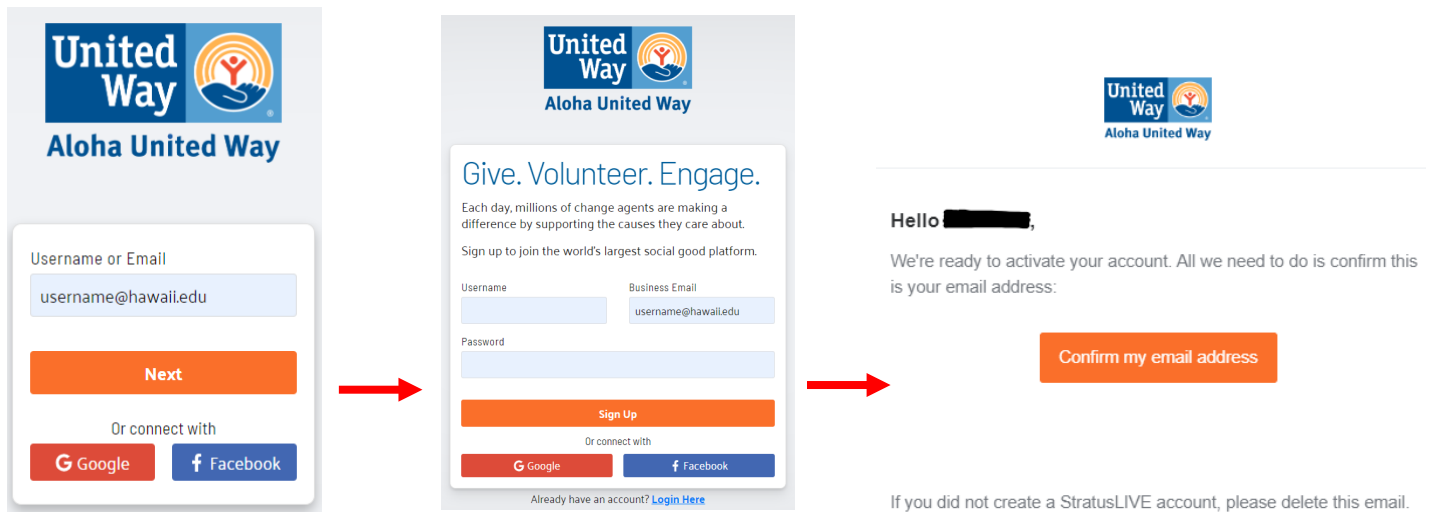 United
Way
Aloha United Way
Username or Email
username@hawaii.edu
Next
Or connect with
Google
Facebook
United
Way
Aloha United Way
Give. Volunteer. Engage.
Each day, millions of change agents are making a
difference by supporting the causes they care about.
Sign up to join the world's largest social good platform.
Username
Business Email
username@hawaii.edu
Password
Sign Up
Or connect with
Google
Facebook
Already have an account? Login Here
United
Way
Aloha United Way
Hello ,
We're ready to activate your account. All we need to do is confirm this
is your email address:
Confirm my email address
If you did not create a StratusLIVE account, please delete this email.